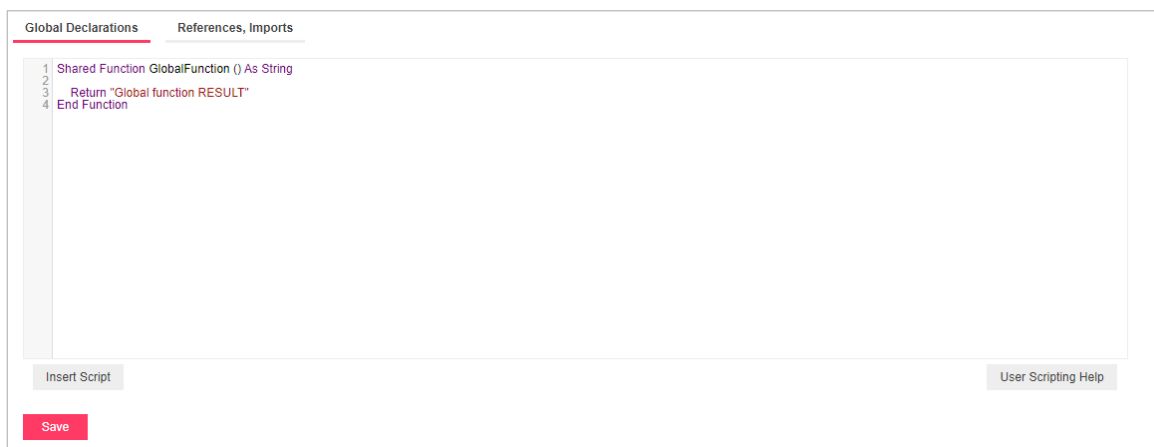 Global Declarations References, Imports
1 Shared Function GlobalFunction () As String
2
3 Return "Global function RESULT"
4 End Function
Insert Script User Scripting Help
Save